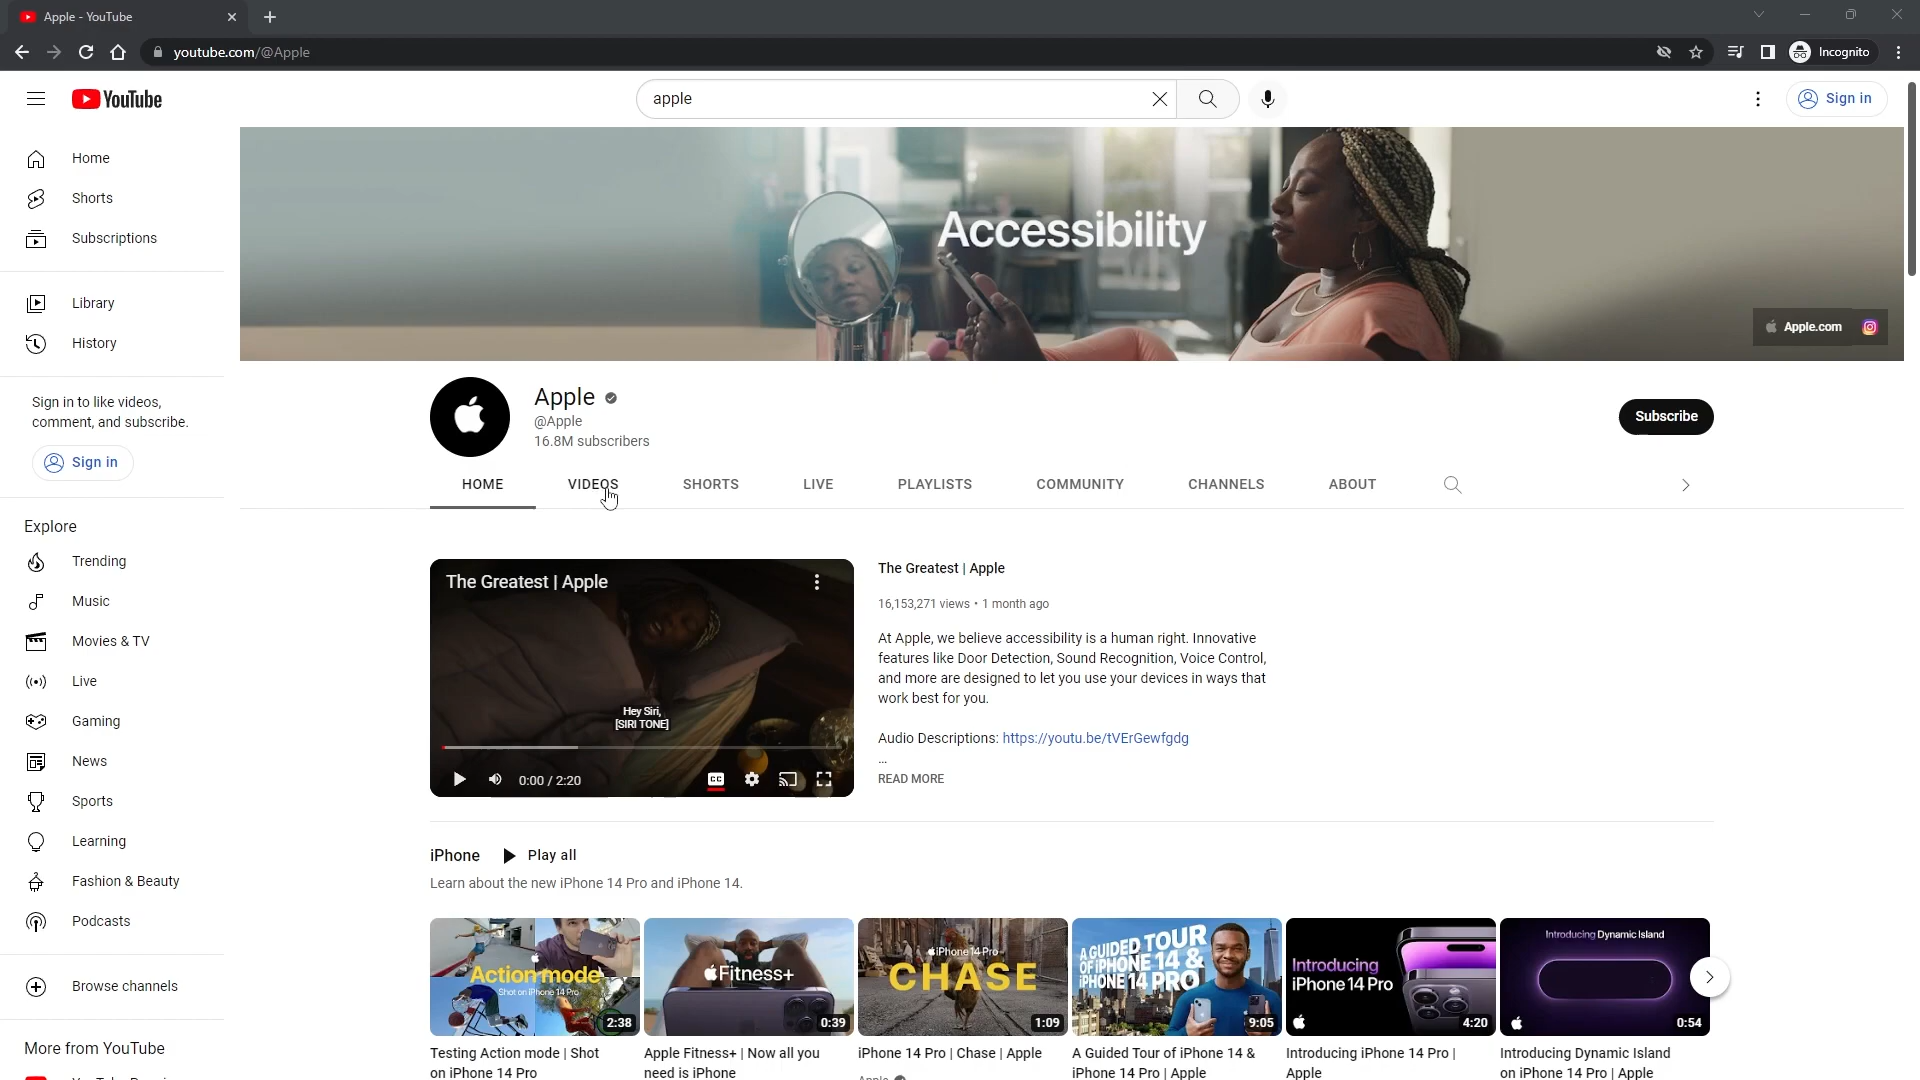 Apple - YouTube
youtube.com/@Apple
Incognito
YouTube
apple
Sign in
Home
Shorts
Subscriptions
Library
History
Sign in to like videos,
comment, and subscribe.
Sign in
Explore
Trending
Music
Movies & TV
Live
Gaming
News
Sports
Learning
Fashion & Beauty
Podcasts
Browse channels
More from YouTube
Accessibility
Apple.com
Apple
@Apple
16.8M subscribers
Subscribe
HOME VIDEOS SHORTS LIVE PLAYLISTS COMMUNITY CHANNELS ABOUT
The Greatest | Apple
Hey Siri,
[SIRI TONE]
0:00 / 2:20
CC
The Greatest | Apple
16,153,271 views • 1 month ago
At Apple, we believe accessibility is a human right. Innovative
features like Door Detection, Sound Recognition, Voice Control,
and more are designed to let you use your devices in ways that
work best for you.
Audio Descriptions: https://youtu.be/tVErGewfgdg
...
READ MORE
iPhone Play all
Learn about the new iPhone 14 Pro and iPhone 14.
Action mode
Shot on iPhone 14 Pro
2:38
Testing Action mode | Shot
on iPhone 14 Pro
Fitness+
0:39
Apple Fitness+ | Now all you
need is iPhone
iPhone 14 Pro
CHASE
1:09
iPhone 14 Pro | Chase | Apple
A GUIDED TOUR
OF IPHONE 14 &
IPHONE 14 PRO
9:05
A Guided Tour of iPhone 14 &
iPhone 14 Pro | Apple
Introducing
iPhone 14 Pro
4:20
Introducing iPhone 14 Pro |
Apple
Introducing Dynamic Island
0:54
Introducing Dynamic Island
on iPhone 14 Pro | Apple